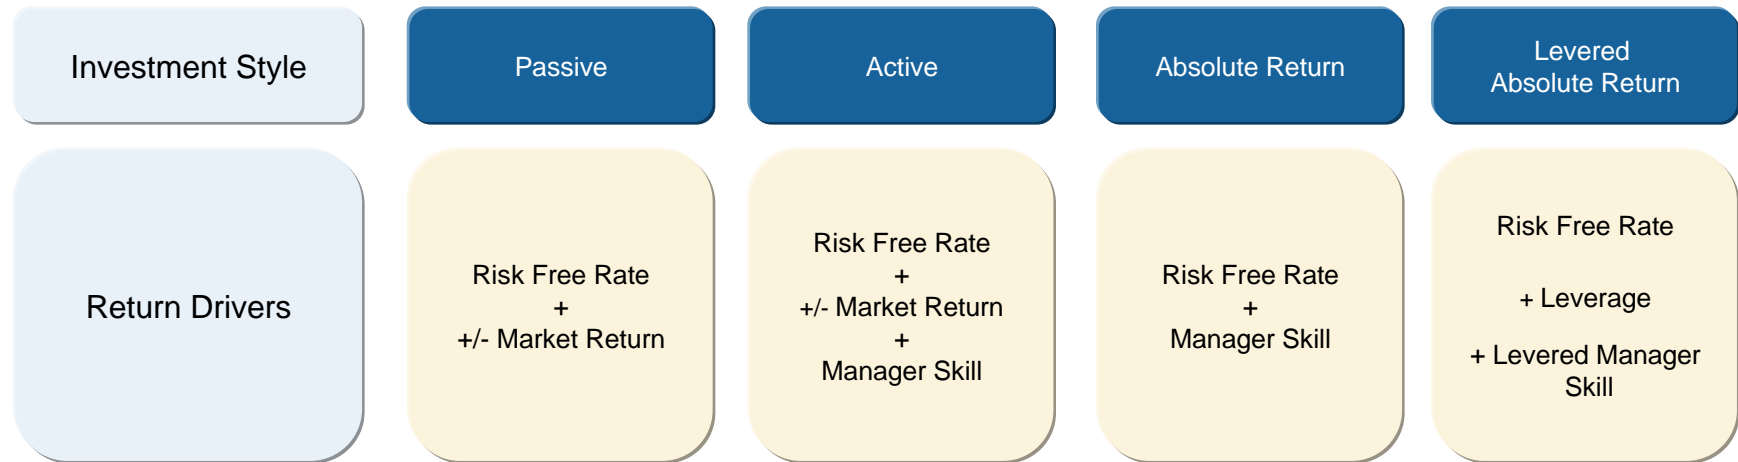 Investment Style
Passive
Active
Absolute Return
Levered
Absolute Return
Return Drivers
Risk Free Rate
+
+/- Market Return
Risk Free Rate
+
+/- Market Return
+
Manager Skill
Risk Free Rate
+
Manager Skill
Risk Free Rate
+ Leverage
+ Levered Manager
Skill